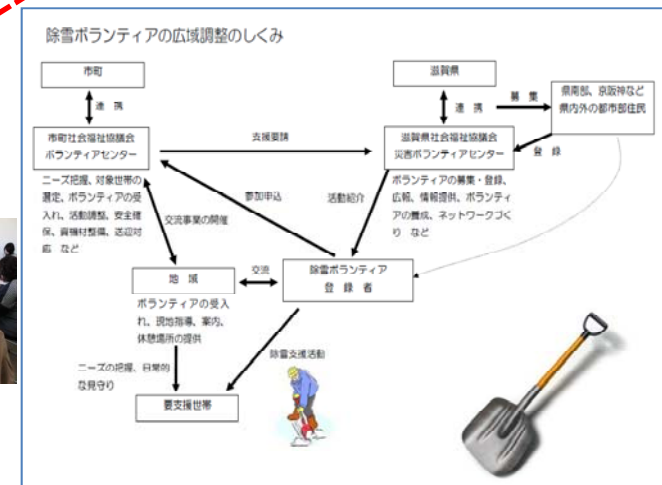 除雪ボランティアの広域調整のしくみ
市町
連 携
市町社会福祉協議会
ボランティアセンター
ニーズ把握、対象世帯の
選定、ボランティアの受
入れ、活動調整、安全確
保、資機材整備、送迎対
応 など
支援要請
滋賀県
連 携
募 集
県南部、京阪神など
県内外の都市部住民
登 録
滋賀県社会福祉協議会
災害ボランティアセンター
ボランティアの募集・登録、
広報、情報提供、ボランティ
アの養成、ネットワークづく
り など
参加申込
活動紹介
交流事業の開催
地 域
交流
除雪ボランティア
登 録 者
ボランティアの受入
れ、現地指導、案内、
休憩場所の提供
ニーズの把握、日常的
な見守り
除雪支援活動
要支援世帯